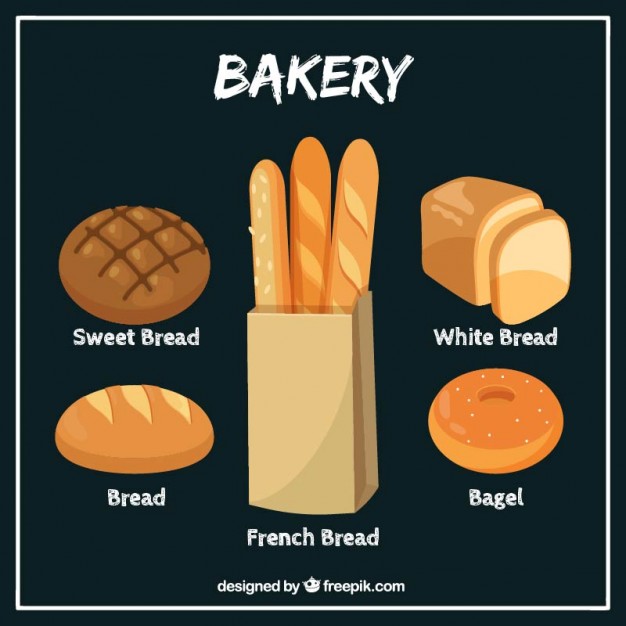 BAKERY
Sweet Bread
White Bread
Bread
Bagel
French Bread
designed by freepik.com